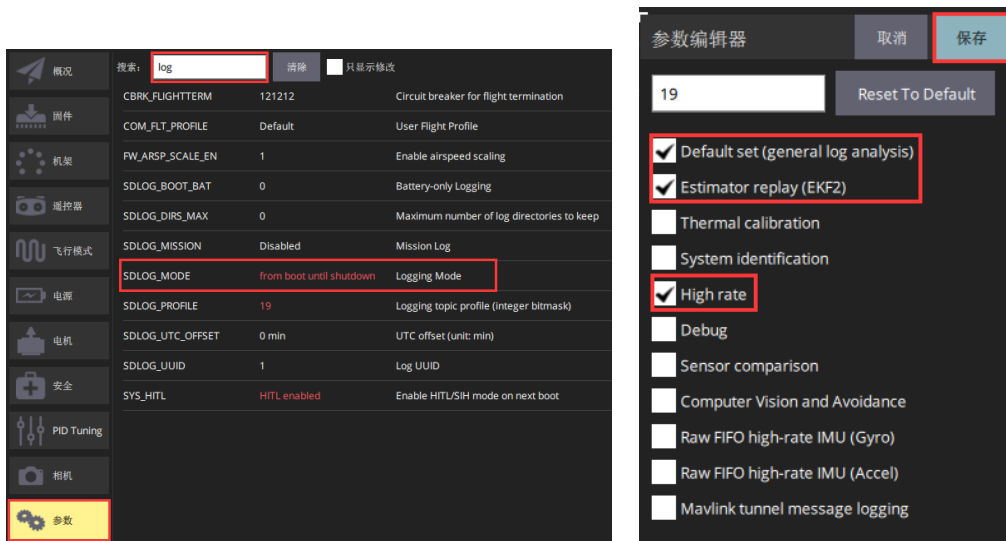 概况
固件
机架
遥控器
飞行模式
电源
电机
安全
PID Tuning
相机
参数
搜索: log 清除 只显示修改
CBRK_FLIGHTTERM 121212 Circuit breaker for flight termination
COM_FLT_PROFILE Default User Flight Profile
FW_ARSP_SCALE_EN 1 Enable airspeed scaling
SDLOG_BOOT_BAT 0 Battery-only Logging
SDLOG_DIRS_MAX 0 Maximum number of log directories to keep
SDLOG_MISSION Disabled Mission Log
SDLOG_MODE from boot until shutdown Logging Mode
SDLOG_PROFILE 19 Logging topic profile (integer bitmask)
SDLOG_UTC_OFFSET 0 min UTC offset (unit: min)
SDLOG_UUID 1 Log UUID
SYS_HITL HITL enabled Enable HITL/SIH mode on next boot
参数编辑器 取消 保存
19 Reset To Default
Default set (general log analysis)
Estimator replay (EKF2)
Thermal calibration
System identification
High rate
Debug
Sensor comparison
Computer Vision and Avoidance
Raw FIFO high-rate IMU (Gyro)
Raw FIFO high-rate IMU (Accel)
Mavlink tunnel message logging